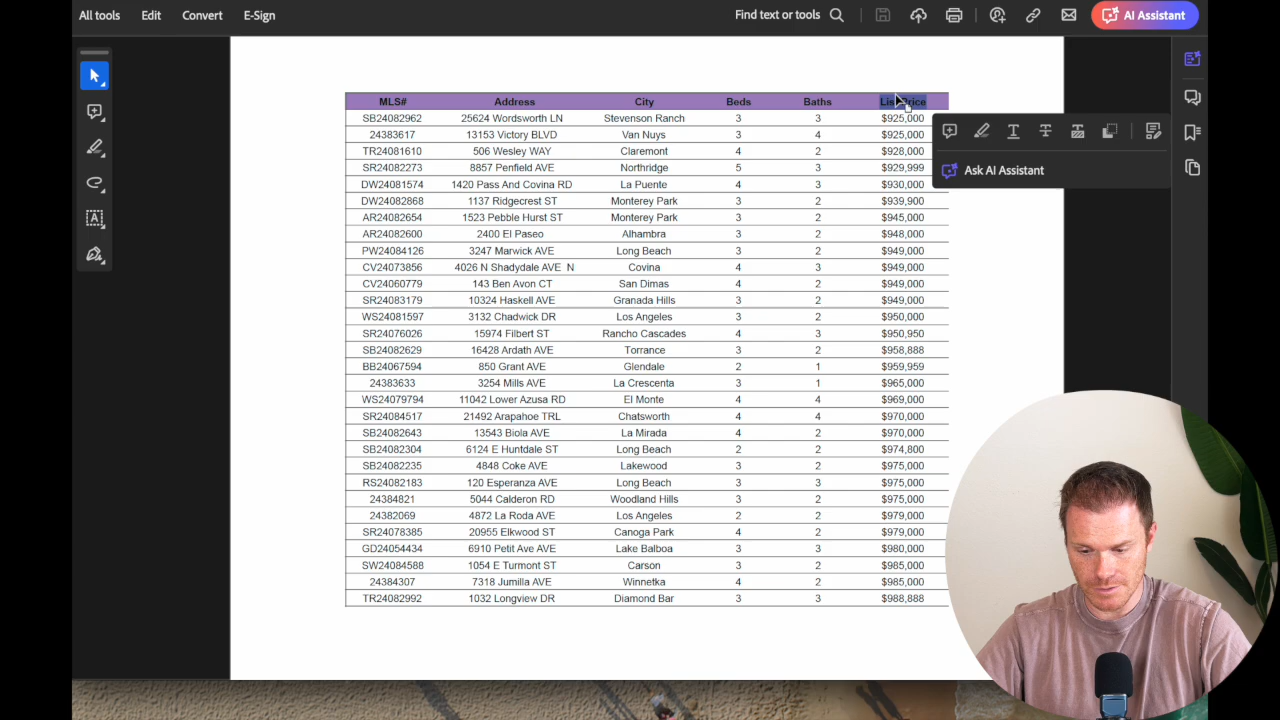 All tools Edit Convert E-Sign Find text or tools AI Assistant
MLS# Address City Beds Baths List Price
SB24082962 25624 Wordsworth LN Stevenson Ranch 3 3 $925,000
24383617 13153 Victory BLVD Van Nuys 3 4 $925,000
TR24081610 506 Wesley WAY Claremont 4 2 $928,000
SR24082273 8857 Penfield AVE Northridge 5 3 $929,999
Ask AI Assistant
DW24081574 1420 Pass And Covina RD La Puente 4 3 $930,000
DW24082868 1137 Ridgecrest ST Monterey Park 3 2 $939,900
AR24082654 1523 Pebble Hurst ST Monterey Park 3 2 $945,000
AR24082600 2400 El Paseo Alhambra 3 2 $948,000
PW24084126 3247 Marwick AVE Long Beach 3 2 $949,000
CV24073856 4026 N Shadydale AVE N Covina 4 3 $949,000
CV24060779 143 Ben Avon CT San Dimas 4 2 $949,000
SR24083179 10324 Haskell AVE Granada Hills 3 2 $949,000
WS24081597 3132 Chadwick DR Los Angeles 3 2 $950,000
SR24076026 15974 Filbert ST Rancho Cascades 4 3 $950,950
SB24082629 16428 Ardath AVE Torrance 3 2 $958,888
BB24067594 850 Grant AVE Glendale 2 1 $959,959
24383633 3254 Mills AVE La Crescenta 3 1 $965,000
WS24079794 11042 Lower Azusa RD El Monte 4 4 $969,000
SR24084517 21492 Arapahoe TRL Chatsworth 4 4 $970,000
SB24082643 13543 Biola AVE La Mirada 4 2 $970,000
SB24082304 6124 E Huntdale ST Long Beach 2 2 $974,800
SB24082235 4848 Coke AVE Lakewood 3 2 $975,000
RS24082183 120 Esperanza AVE Long Beach 3 3 $975,000
24384821 5044 Calderon RD Woodland Hills 3 2 $975,000
24382069 4872 La Roda AVE Los Angeles 2 2 $979,000
SR24078385 20955 Elkwood ST Canoga Park 4 2 $979,000
GD24054434 6910 Petit Ave AVE Lake Balboa 3 3 $980,000
SW24084588 1054 E Turmont ST Carson 3 2 $985,000
24384307 7318 Jumilla AVE Winnetka 4 2 $985,000
TR24082992 1032 Longview DR Diamond Bar 3 3 $988,888